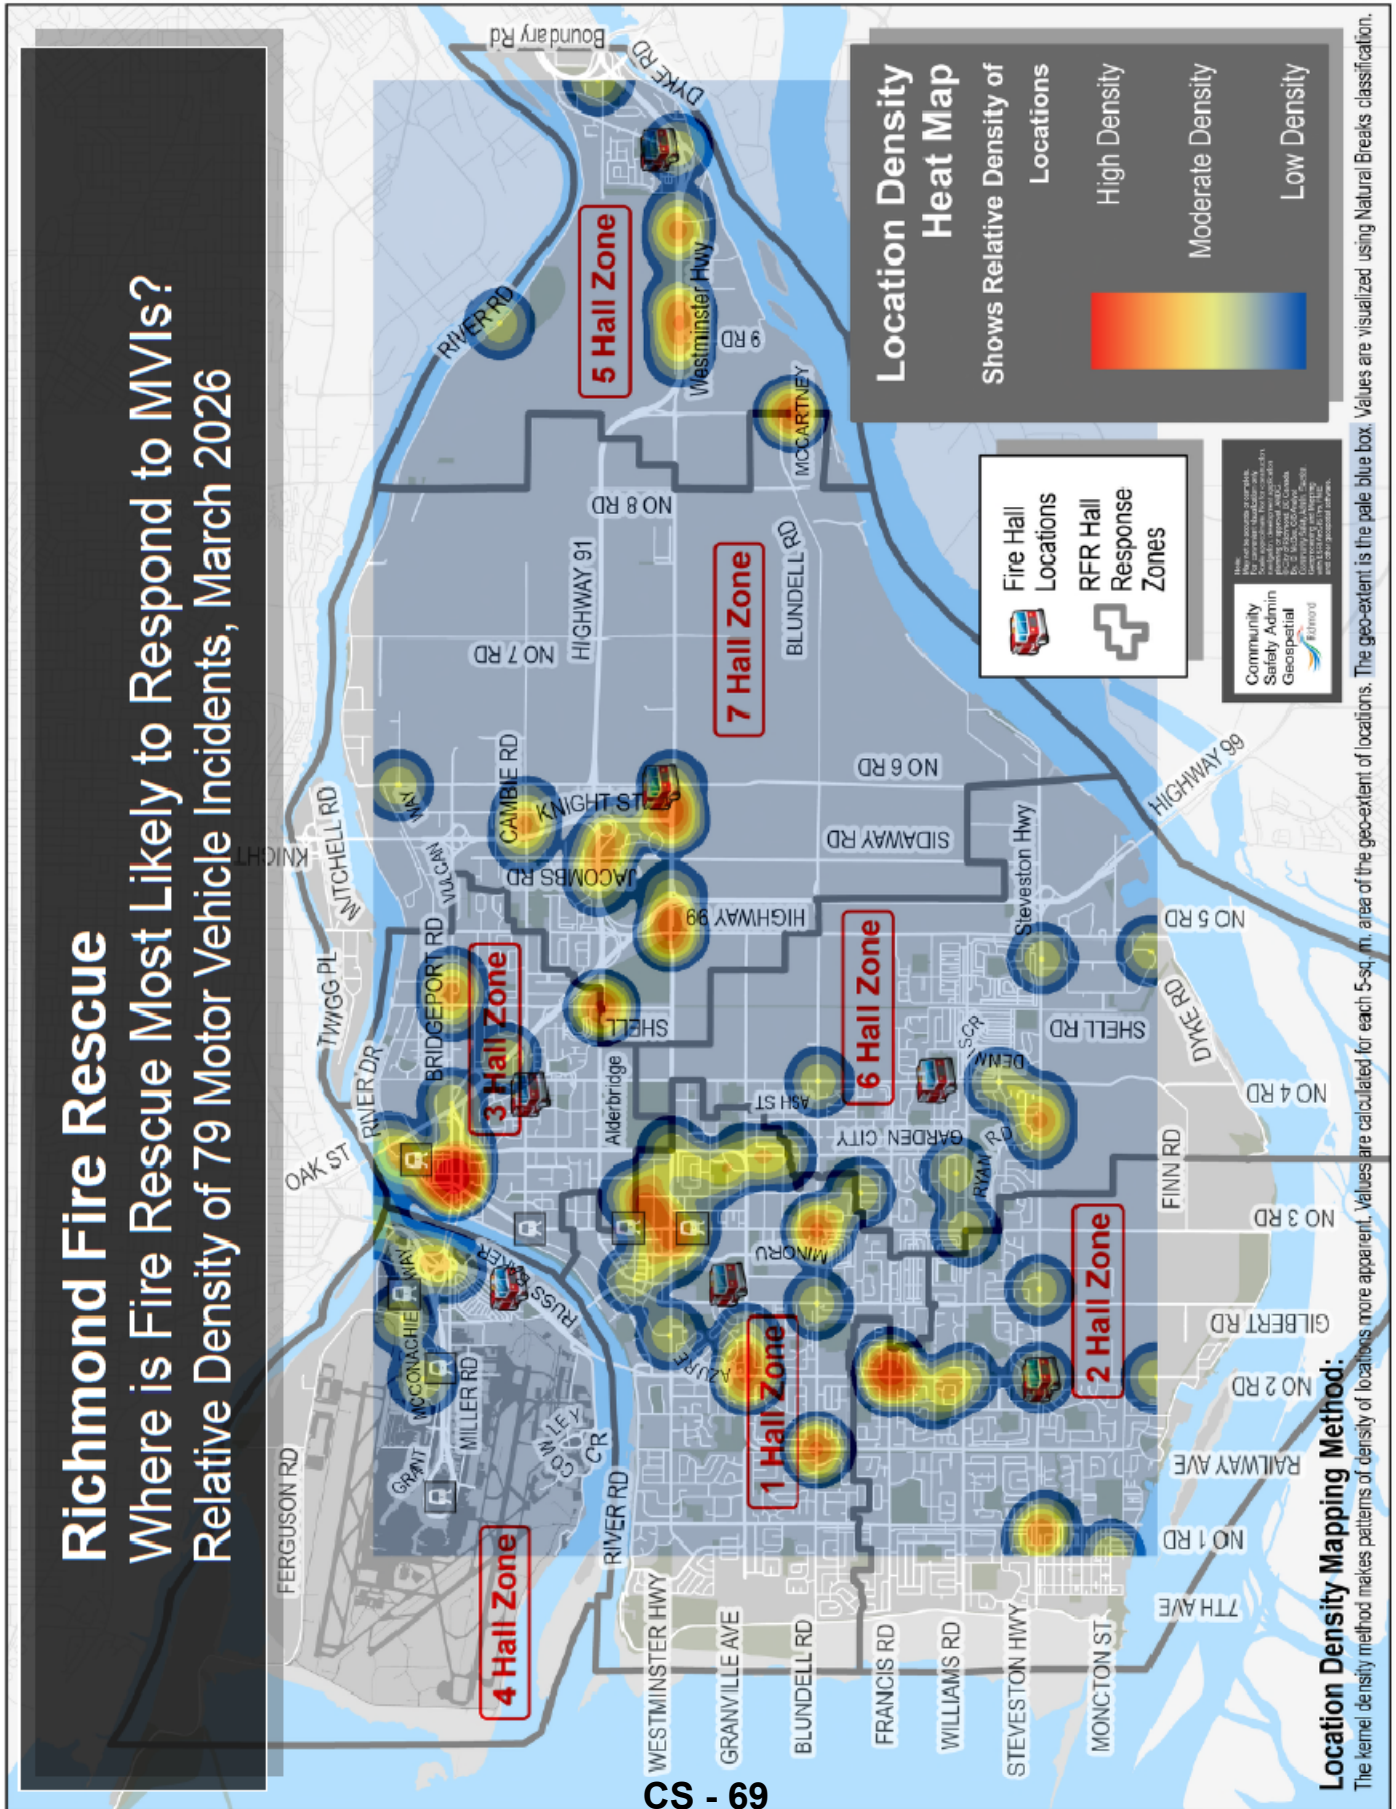 Richmond Fire Rescue
Where is Fire Rescue Most Likely to Respond to MVIs?
Relative Density of 79 Motor Vehicle Incidents, March 2026
FERGUSON RD
OAK ST
RIVER DR
TWIGG PL
MITCHELL RD
KNIGHT
RIVER RD
Boundary Rd
DYKE RD
4 Hall Zone
GRANT
MCCONACHIE
WAY
MILLER RD
COWLEY
CR
RUSS BAKER
BRIDGEPORT RD
VULCAN
WAY
3 Hall Zone
CAMBIE RD
KNIGHT ST
JACOBMS RD
NO 7 RD
HIGHWAY 91
NO 8 RD
5 Hall Zone
Westminster Hwy
9 RD
MCCARTNEY
RIVER RD
Alderbridge
SHELL
HIGHWAY 99
7 Hall Zone
BLUNDELL RD
AZURE
1 Hall Zone
MINORU
ASH ST
GARDEN CITY
6 Hall Zone
SIDAWAY RD
NO 6 RD
RYAN RD
DENW
SCR
Steveston Hwy
SHELL RD
HIGHWAY 99
2 Hall Zone
WESTMINSTER HWY
GRANVILLE AVE
BLUNDELL RD
FRANCIS RD
WILLIAMS RD
STEVESTON HWY
MONCTON ST
7TH AVE
NO 1 RD
RAILWAY AVE
NO 2 RD
GILBERT RD
NO 3 RD
FINN RD
NO 4 RD
DYKE RD
NO 5 RD
Location Density
Heat Map
Shows Relative Density of
Locations
High Density
Moderate Density
Low Density
Fire Hall
Locations
RFR Hall
Response
Zones
Community
Safety Admin
Geospatial
Richmond
Location Density Mapping Method:
The kernel density method makes patterns of density of locations more apparent. Values are calculated for each 5-sq. m. area of the geo-extent of locations. The geo-extent is the pale blue box. Values are visualized using Natural Breaks classification.
CS - 69